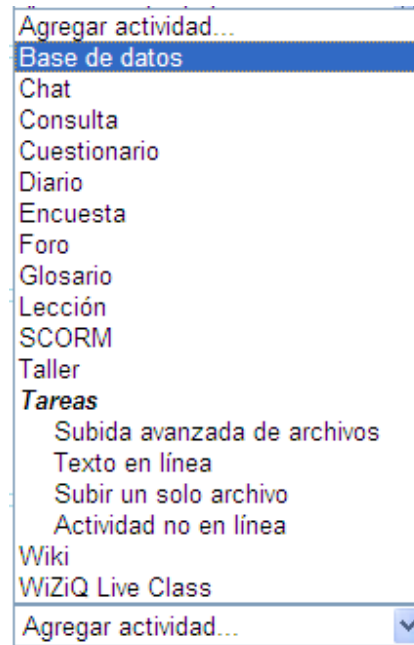 Agregar actividad...
Base de datos
Chat
Consulta
Cuestionario
Diario
Encuesta
Foro
Glosario
Lección
SCORM
Taller
Tareas
Subida avanzada de archivos
Texto en línea
Subir un solo archivo
Actividad no en línea
Wiki
WiZiQ Live Class
Agregar actividad...